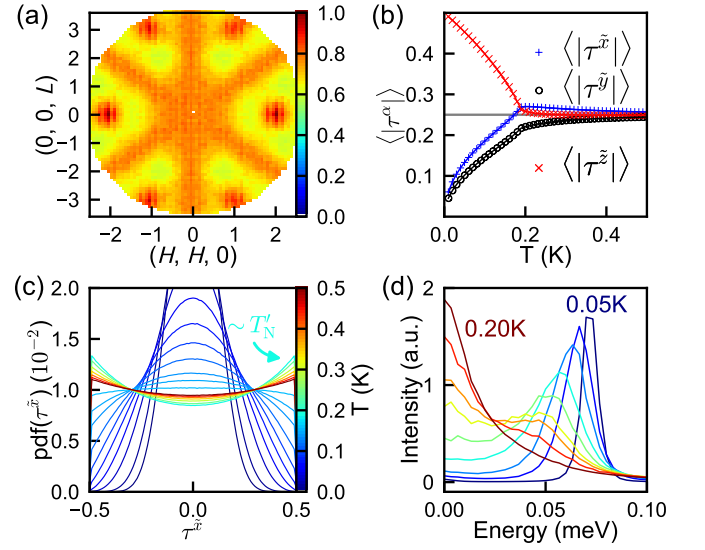 (a)
(0, 0, L)
3
2
1
0
−1
−2
−3
−2
−1
0
1
2
(H, H, 0)
1.0
0.8
0.6
0.4
0.2
0.0
(b)
⟨|τ^α|⟩
0.4
0.3
0.2
0.1
0.0
0.2
0.4
T (K)
⟨|τ^x̃|⟩
⟨|τ^ỹ|⟩
⟨|τ^z̃|⟩
(c)
pdf(τ^x̃) (10⁻²)
2.0
1.5
1.0
0.5
0.0
−0.5
0.0
0.5
τ^x̃
∼ T′_N
0.5
0.4
0.3
0.2
0.1
0.0
T (K)
(d)
Intensity (a.u.)
2
1
0
0.00
0.05
0.10
Energy (meV)
0.20K
0.05K